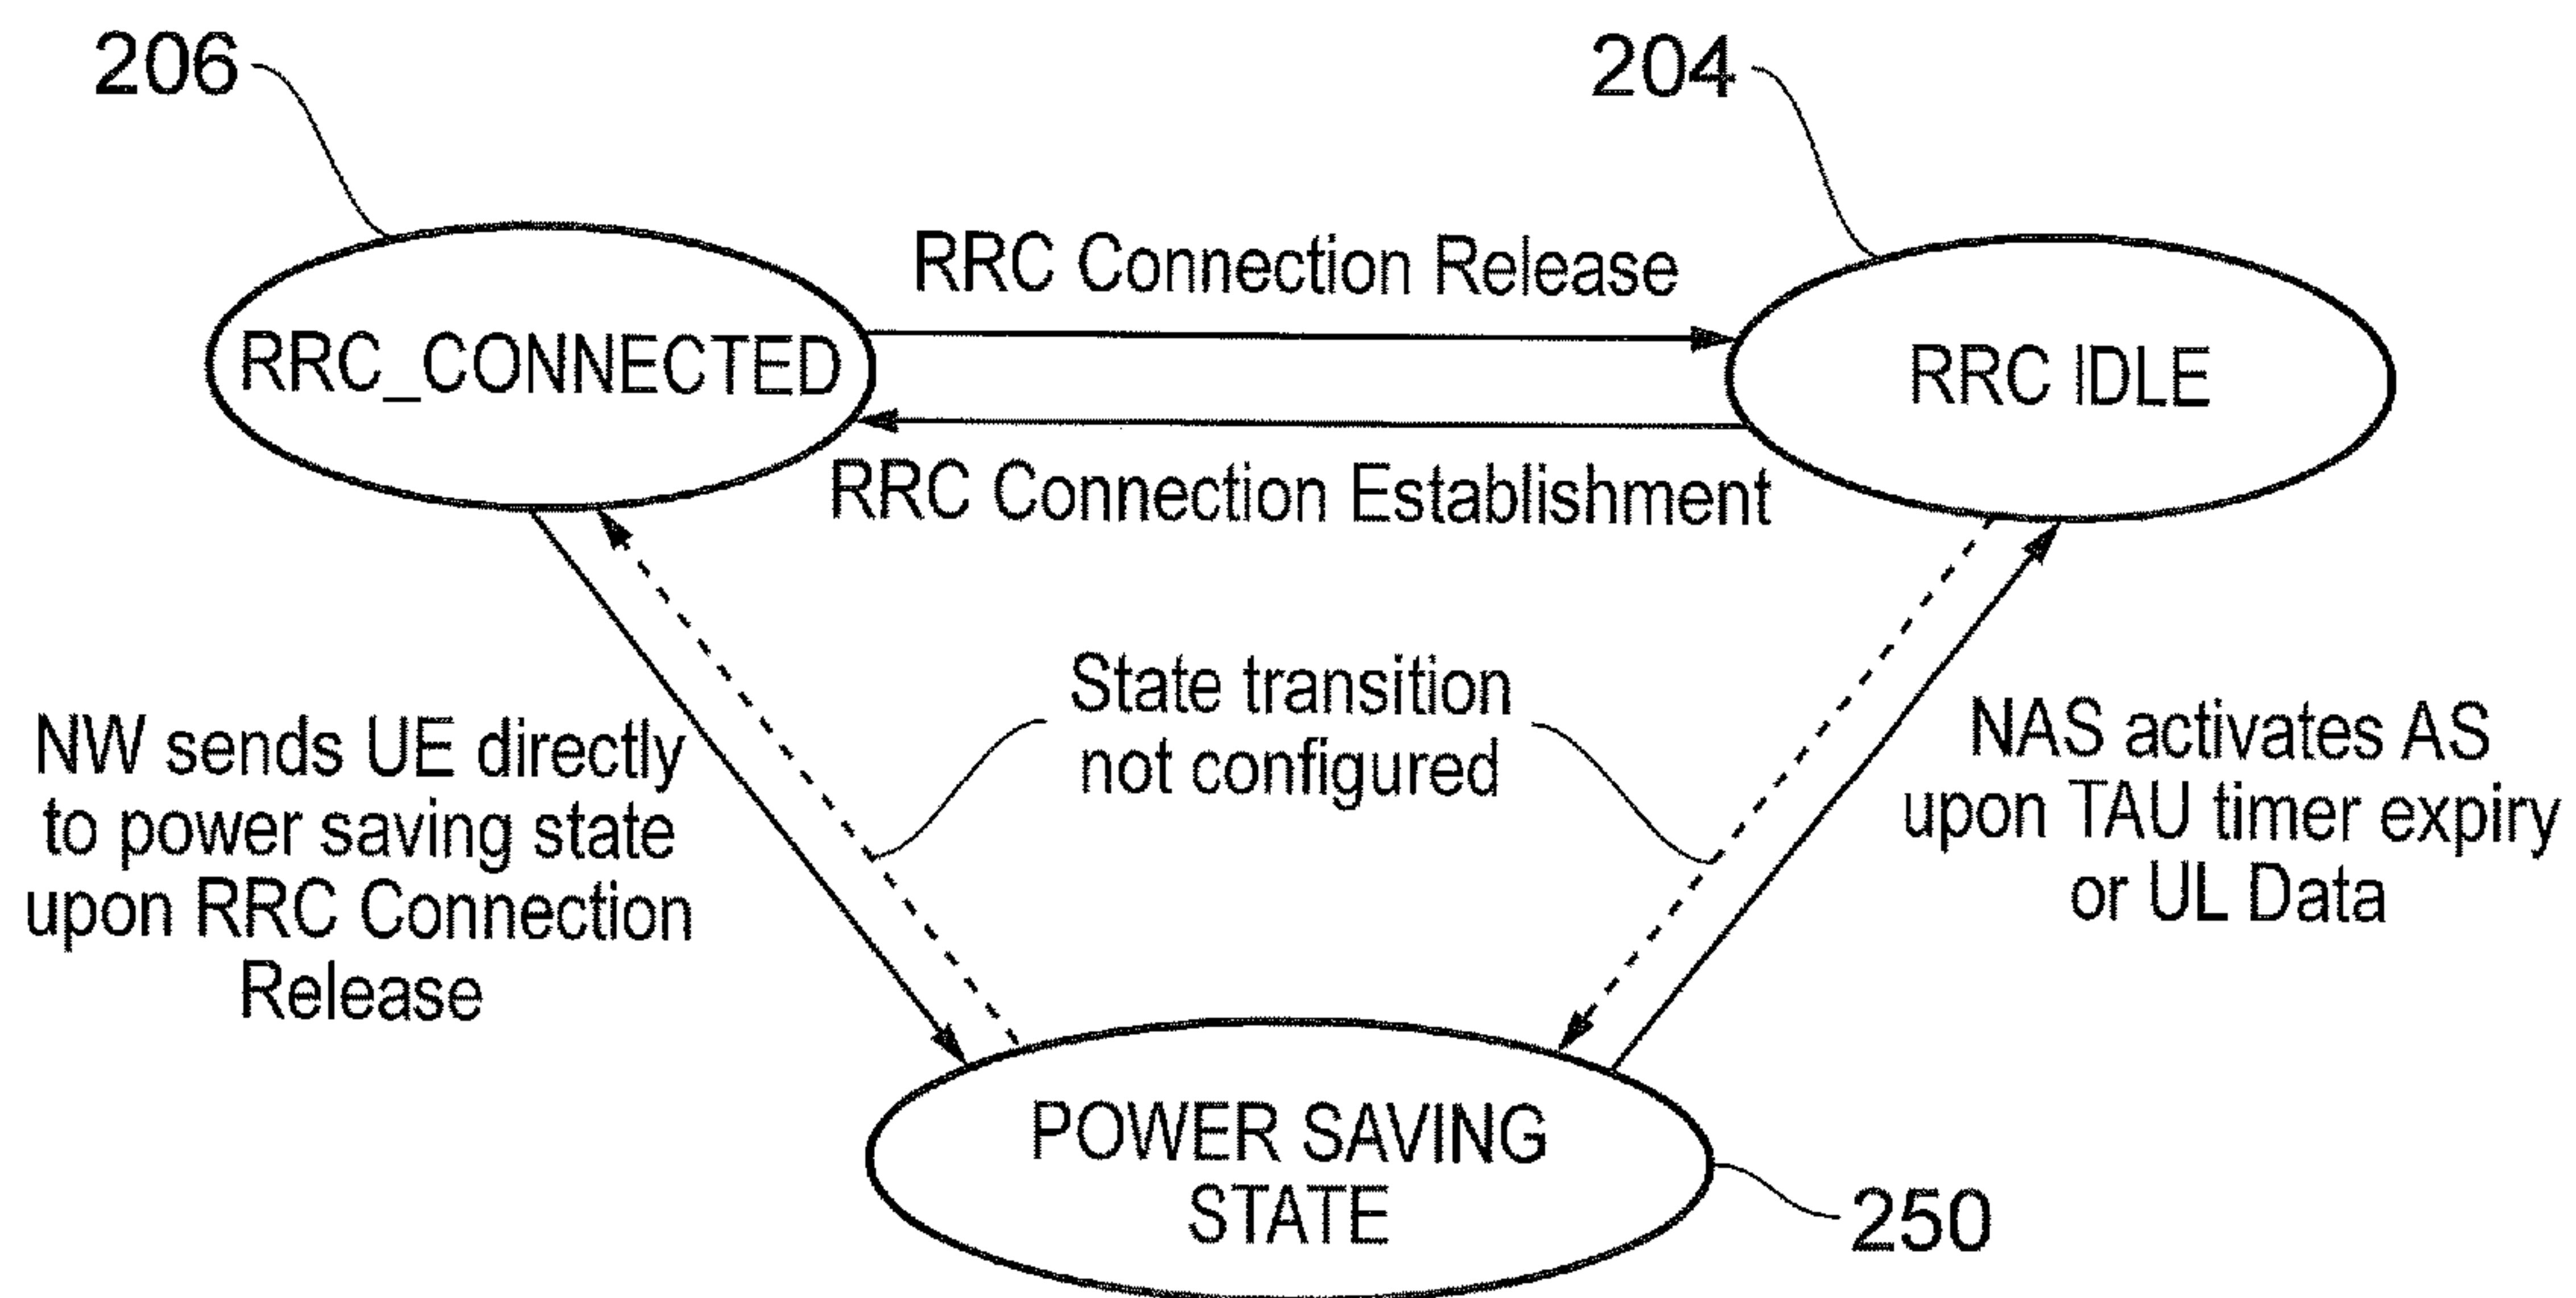 206
204
RRC Connection Release
RRC_CONNECTED
RRC IDLE
RRC Connection Establishment
State transition
not configured
NW sends UE directly
to power saving state
upon RRC Connection
Release
NAS activates AS
upon TAU timer expiry
or UL Data
POWER SAVING
STATE
250